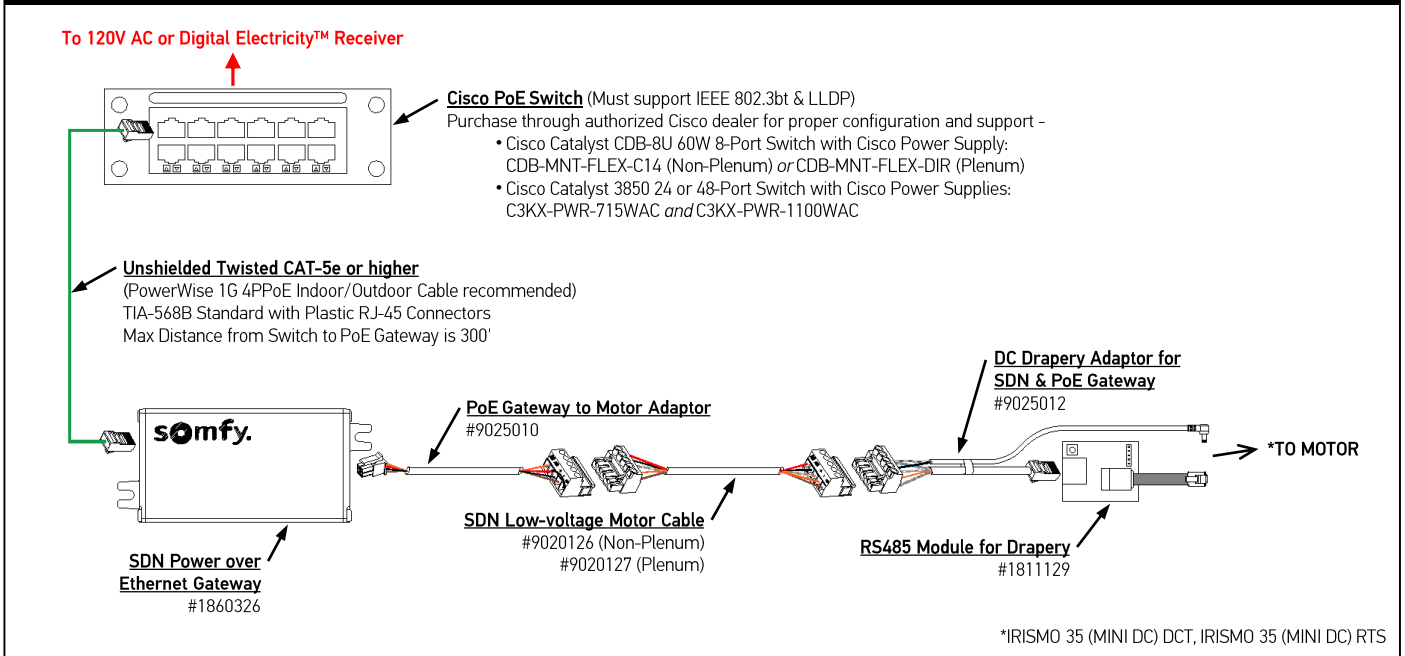 To 120V AC or Digital Electricity™ Receiver
Cisco PoE Switch (Must support IEEE 802.3bt & LLDP)
Purchase through authorized Cisco dealer for proper configuration and support -
• Cisco Catalyst CDB-8U 60W 8-Port Switch with Cisco Power Supply:
CDB-MNT-FLEX-C14 (Non-Plenum) or CDB-MNT-FLEX-DIR (Plenum)
• Cisco Catalyst 3850 24 or 48-Port Switch with Cisco Power Supplies:
C3KX-PWR-715WAC and C3KX-PWR-1100WAC
Unshielded Twisted CAT-5e or higher
(PowerWise 1G 4PPoE Indoor/Outdoor Cable recommended)
TIA-568B Standard with Plastic RJ-45 Connectors
Max Distance from Switch to PoE Gateway is 300'
DC Drapery Adaptor for
SDN & PoE Gateway
#9025012
PoE Gateway to Motor Adaptor
#9025010
somfy.
*TO MOTOR
SDN Low-voltage Motor Cable
#9020126 (Non-Plenum)
#9020127 (Plenum)
RS485 Module for Drapery
#1811129
SDN Power over
Ethernet Gateway
#1860326
*IRISMO 35 (MINI DC) DCT, IRISMO 35 (MINI DC) RTS